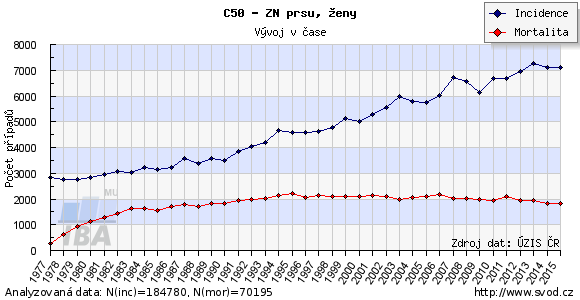 C50 - ZN prsu, ženy
Vývoj v čase
Incidence
Mortalita
Počet případů
8000
7000
6000
5000
4000
3000
2000
1000
0
ML
IBA
Zdroj dat: ÚZIS ČR
1977 1978 1979 1980 1981 1982 1983 1984 1985 1986 1987 1988 1989 1990 1991 1992 1993 1994 1995 1996 1997 1998 1999 2000 2001 2002 2003 2004 2005 2006 2007 2008 2009 2010 2011 2012 2013 2014 2015
Analyzovaná data: N(inc)=184780, N(mor)=70195
http://www.svod.cz